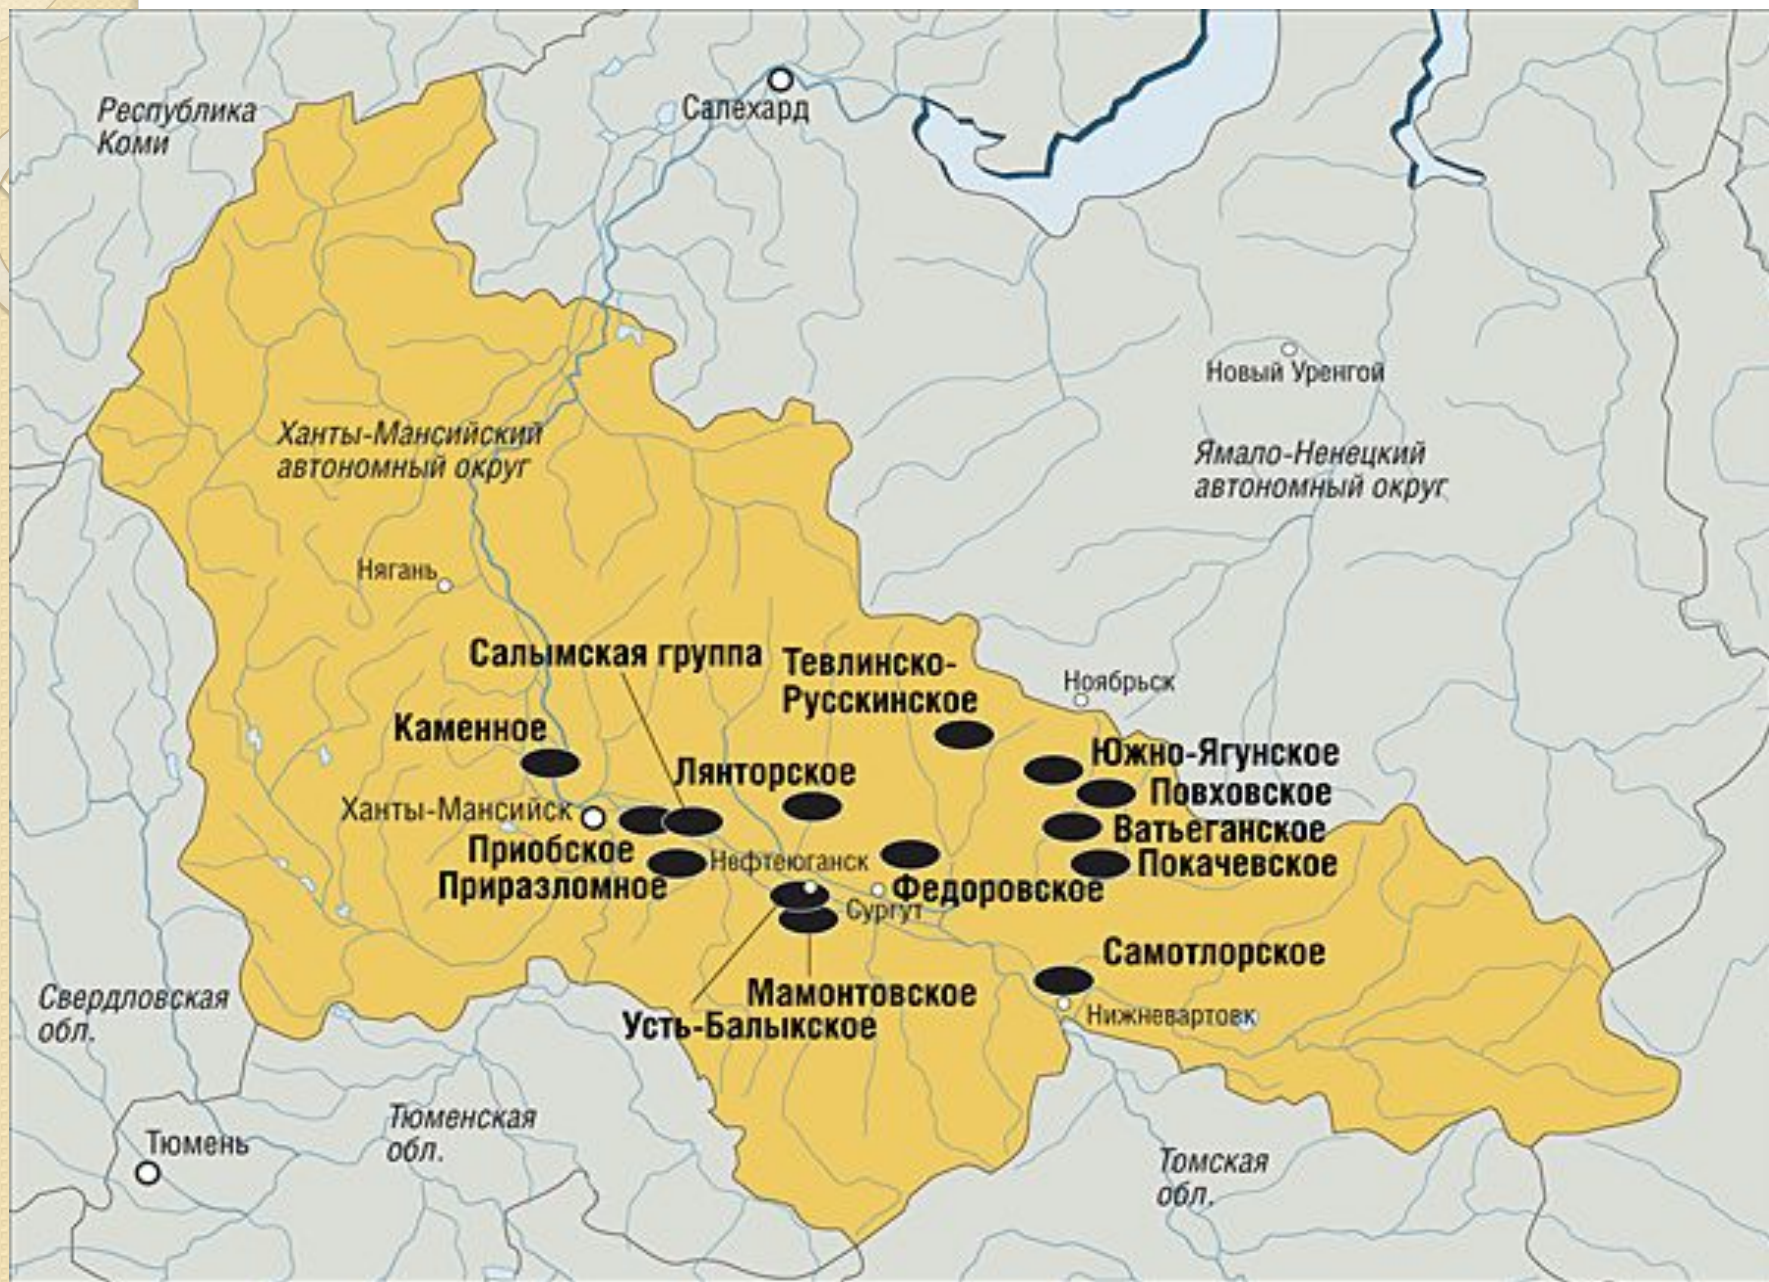 Республика
Коми
Салехард
Новый Уренгой
Ханты-Мансийский
автономный округ
Ямало-Ненецкий
автономный округ
Нягань
Салымская группа
Тевлинско-
Русскинское
Ноябрьск
Каменное
Южно-Ягунское
Лянторское
Повховское
Ханты-Мансийск
Ватьеганское
Приобское
Нефтеюганск
Покачевское
Приразломное
Федоровское
Сургут
Самотлорское
Мамонтовское
Свердловская
обл.
Нижневартовк
Усть-Балыкское
Тюменская
обл.
Тюмень
Томская
обл.